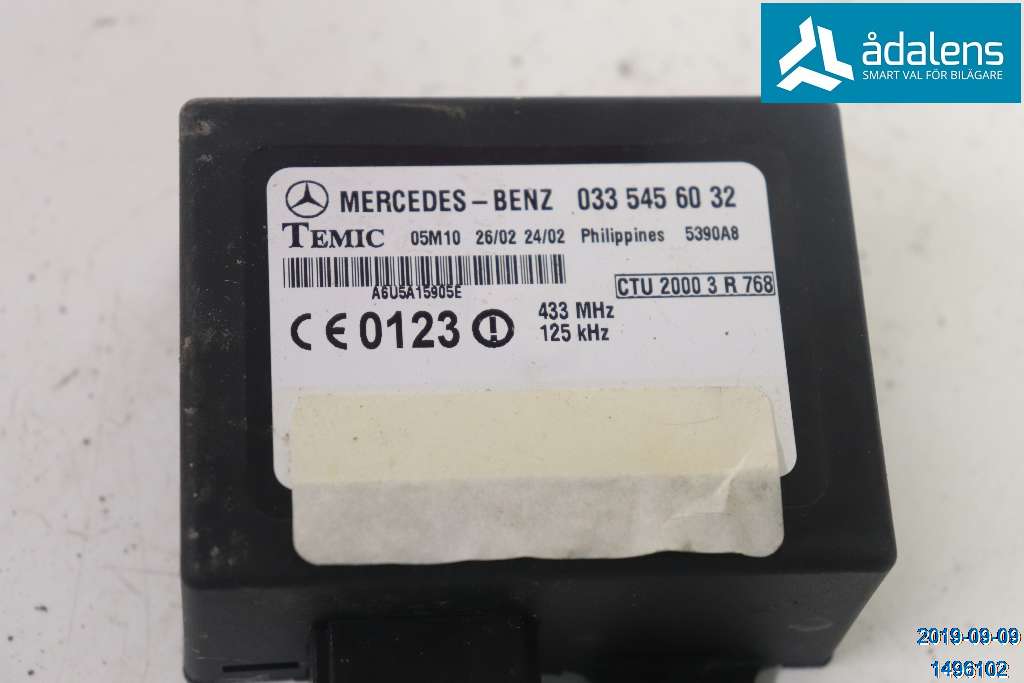 ådalens
SMART VAL FÖR BILÄGARE
MERCEDES-BENZ 033 545 60 32
TEMIC 05M10 26/02 24/02 Philippines 5390A8
A6U5A15905E
CTU 2000 3 R 768
CE 0123
433 MHz
125 kHz
2019-09-09
1496102